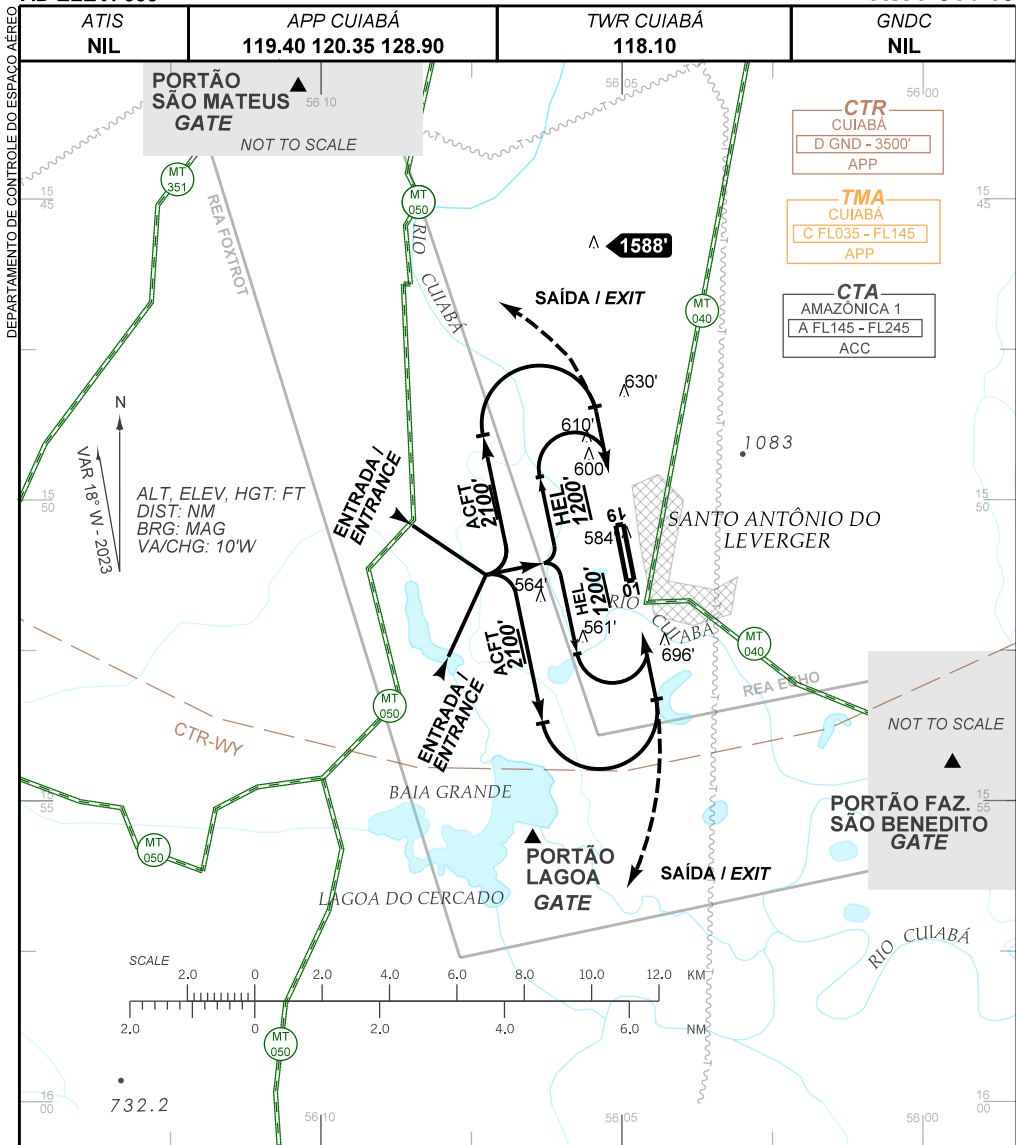 DEPARTAMENTO DE CONTROLE DO ESPAÇO AÉREO
ATIS
NIL
APP CUIABÁ
119.40 120.35 128.90
TWR CUIABÁ
118.10
GNDC
NIL
PORTÃO
SÃO MATEUS
GATE
NOT TO SCALE
56 10
56 05
56 00
CTR
CUIABÁ
D GND - 3500'
APP
TMA
CUIABÁ
C FL035 - FL145
APP
CTA
AMAZÔNICA 1
A FL145 - FL245
ACC
MT
351
MT
050
15
45
15
45
REA FOXTROT
RIO
CUIABÁ
1588'
SAÍDA / EXIT
MT
040
630'
610'
600'
1083
N
VAR 18° W - 2023
ALT, ELEV, HGT: FT
DIST: NM
BRG: MAG
VA/CHG: 10'W
ENTRADA /
ENTRANCE
ACFT
2100'
HEL
1200'
15
50
15
50
19
584'
01
SANTO ANTÔNIO DO
LEVERGER
564'
HEL
1200'
561'
RIO
CUIABÁ
696'
ACFT
2100'
MT
040
ENTRADA /
ENTRANCE
REA ECHO
MT
050
CTR-WY
NOT TO SCALE
BAIA GRANDE
15
55
15
55
PORTÃO FAZ.
SÃO BENEDITO
GATE
MT
050
PORTÃO
LAGOA
GATE
SAÍDA / EXIT
LAGOA DO CERCADO
RIO CUIABÁ
SCALE
2.0 0 2.0 4.0 6.0 8.0 10.0 12.0 KM
2.0 0 2.0 4.0 6.0 NM
MT
050
732.2
16
00
16
00
56 10
56 05
56 00